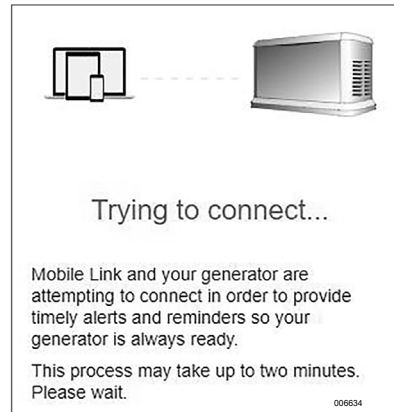 Trying to connect...
Mobile Link and your generator are
attempting to connect in order to provide
timely alerts and reminders so your
generator is always ready.
This process may take up to two minutes.
Please wait.
006634